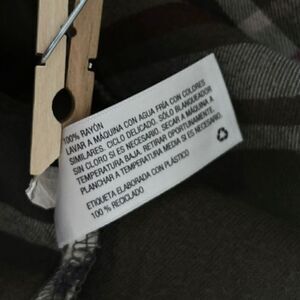 100% RAYÓN
LAVAR A MÁQUINA CON AGUA FRÍA CON COLORES
SIMILARES. CICLO DELICADO. SÓLO BLANQUEADOR
SIN CLORO SI ES NECESARIO. SECAR A MÁQUINA A
TEMPERATURA BAJA. RETIRAR OPORTUNAMENTE.
PLANCHAR A TEMPERATURA MEDIA SI ES NECESARIO.
ETIQUETA ELABORADA CON PLÁSTICO
100 % RECICLADO